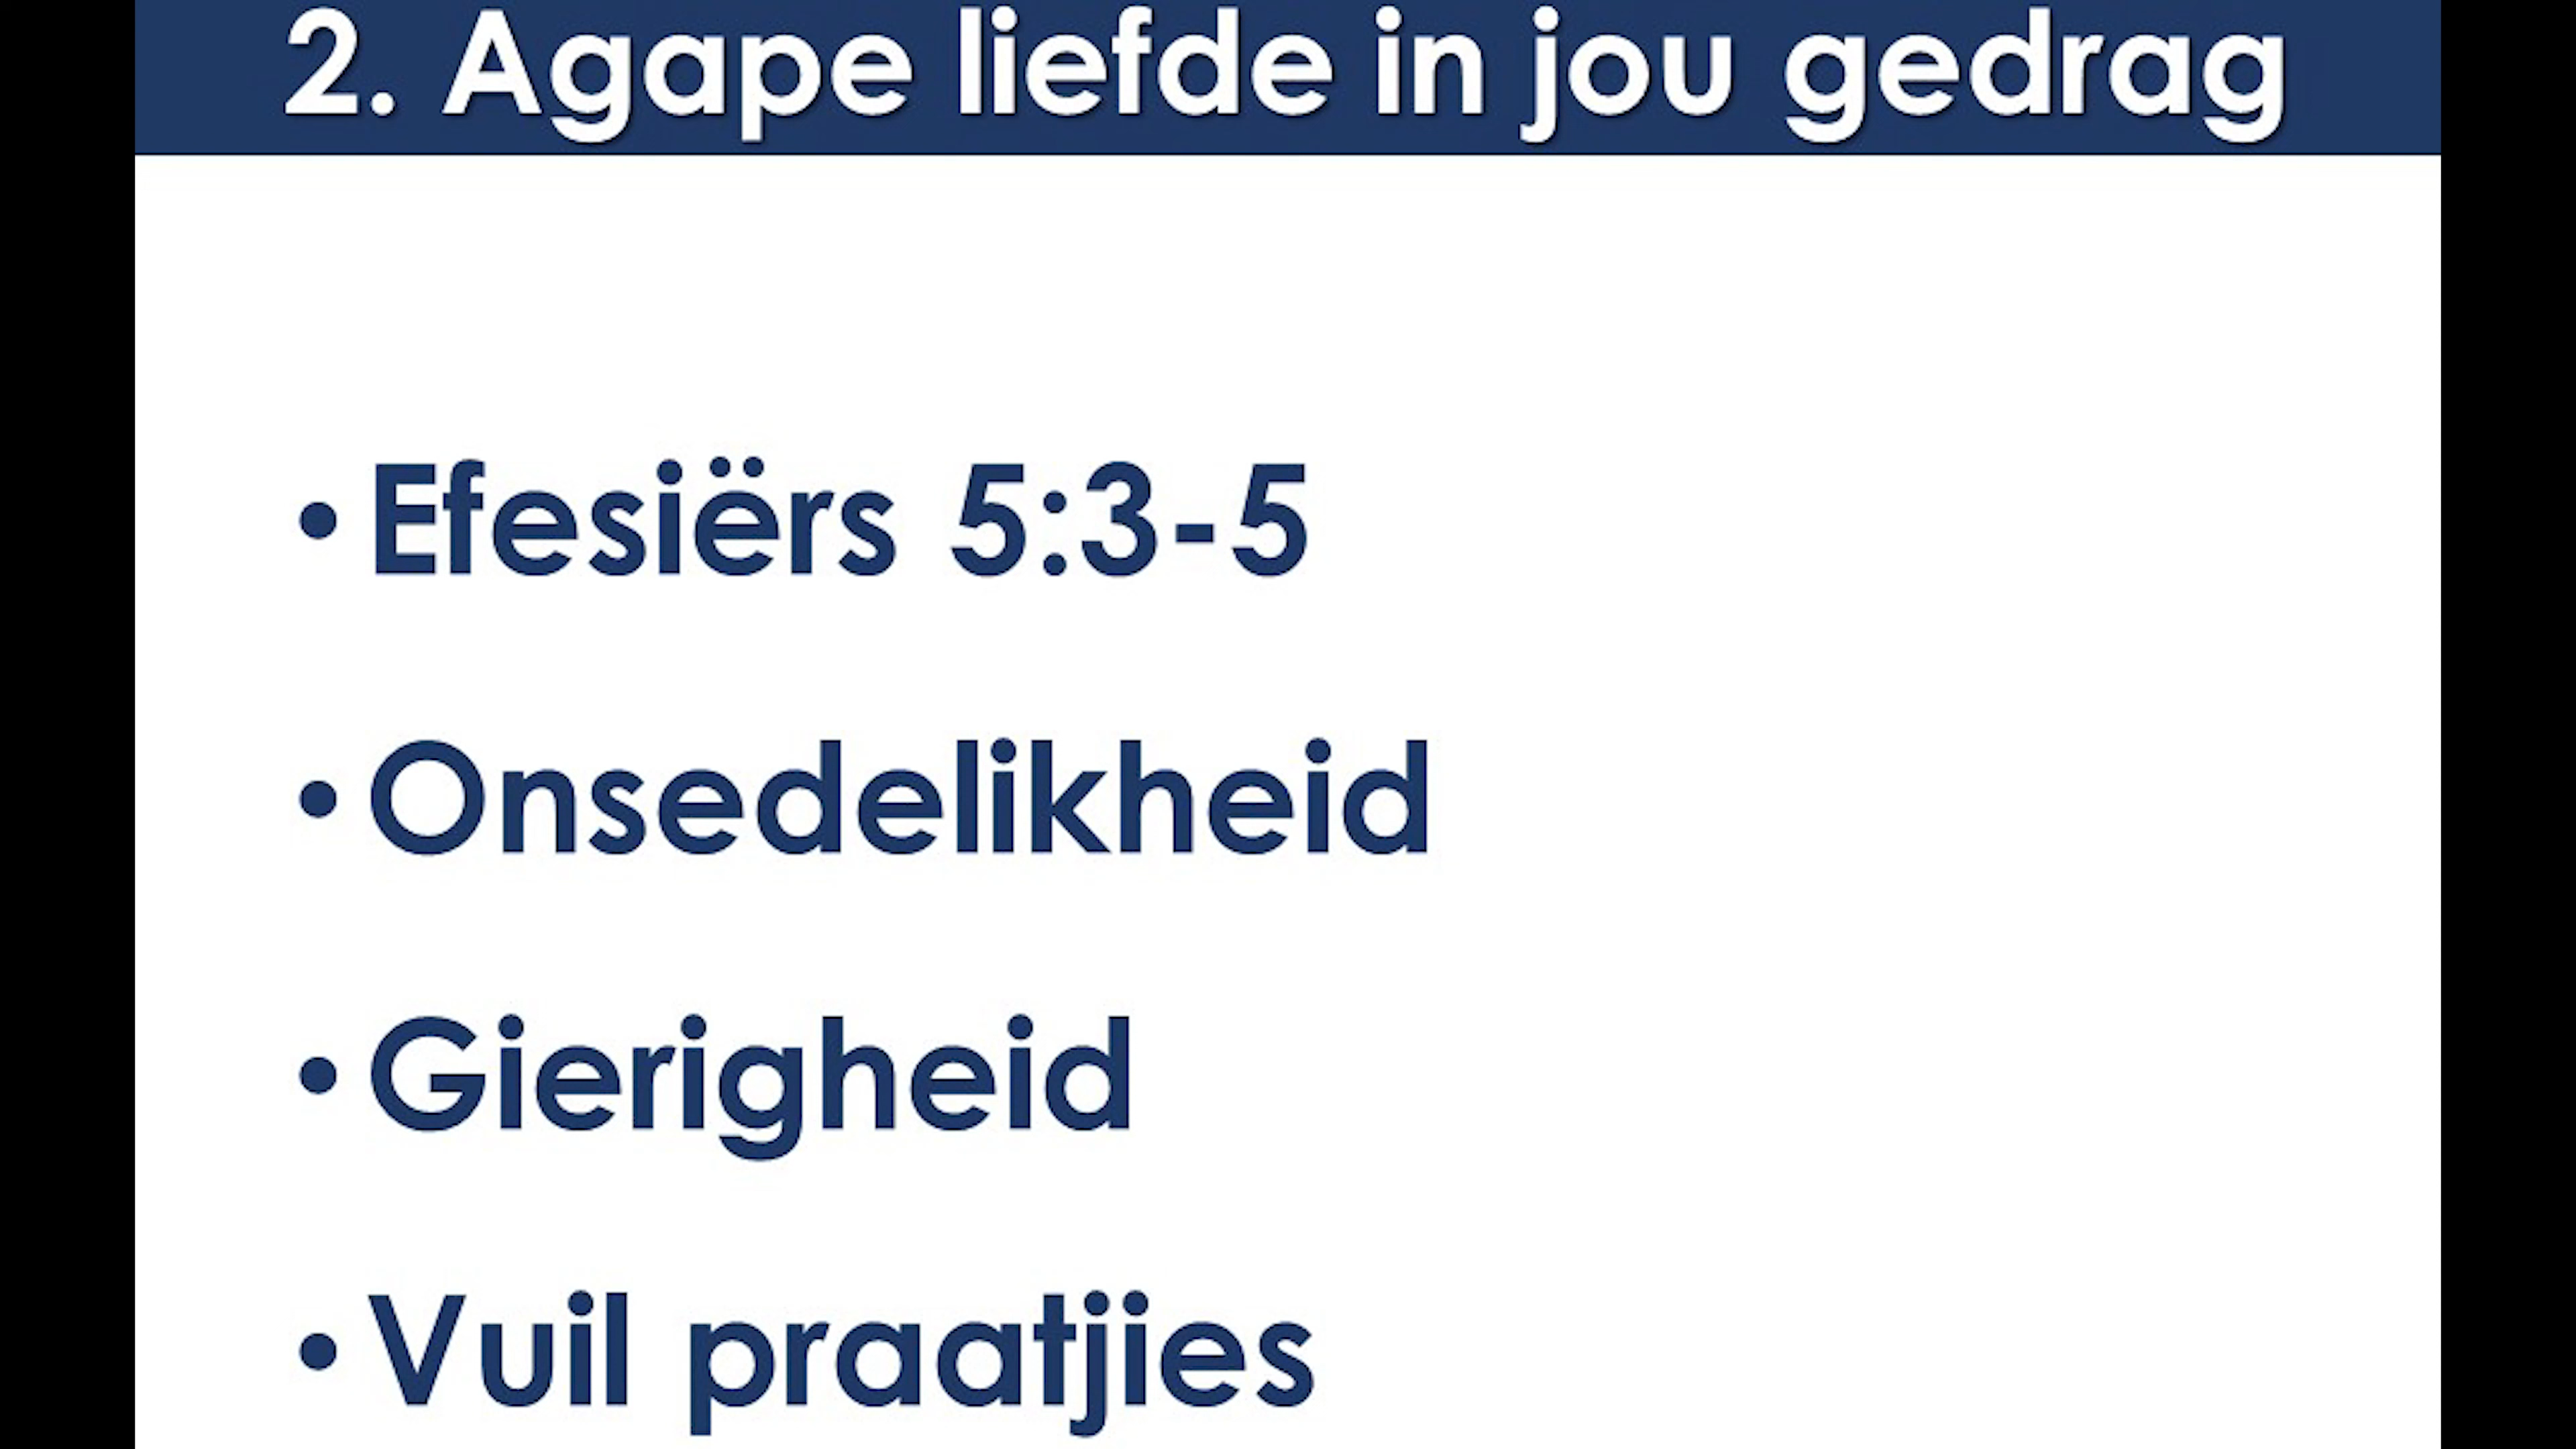 2. Agape liefde in jou gedrag
• Efesiërs 5:3-5
• Onsedelikheid
• Gierigheid
• Vuil praatjies